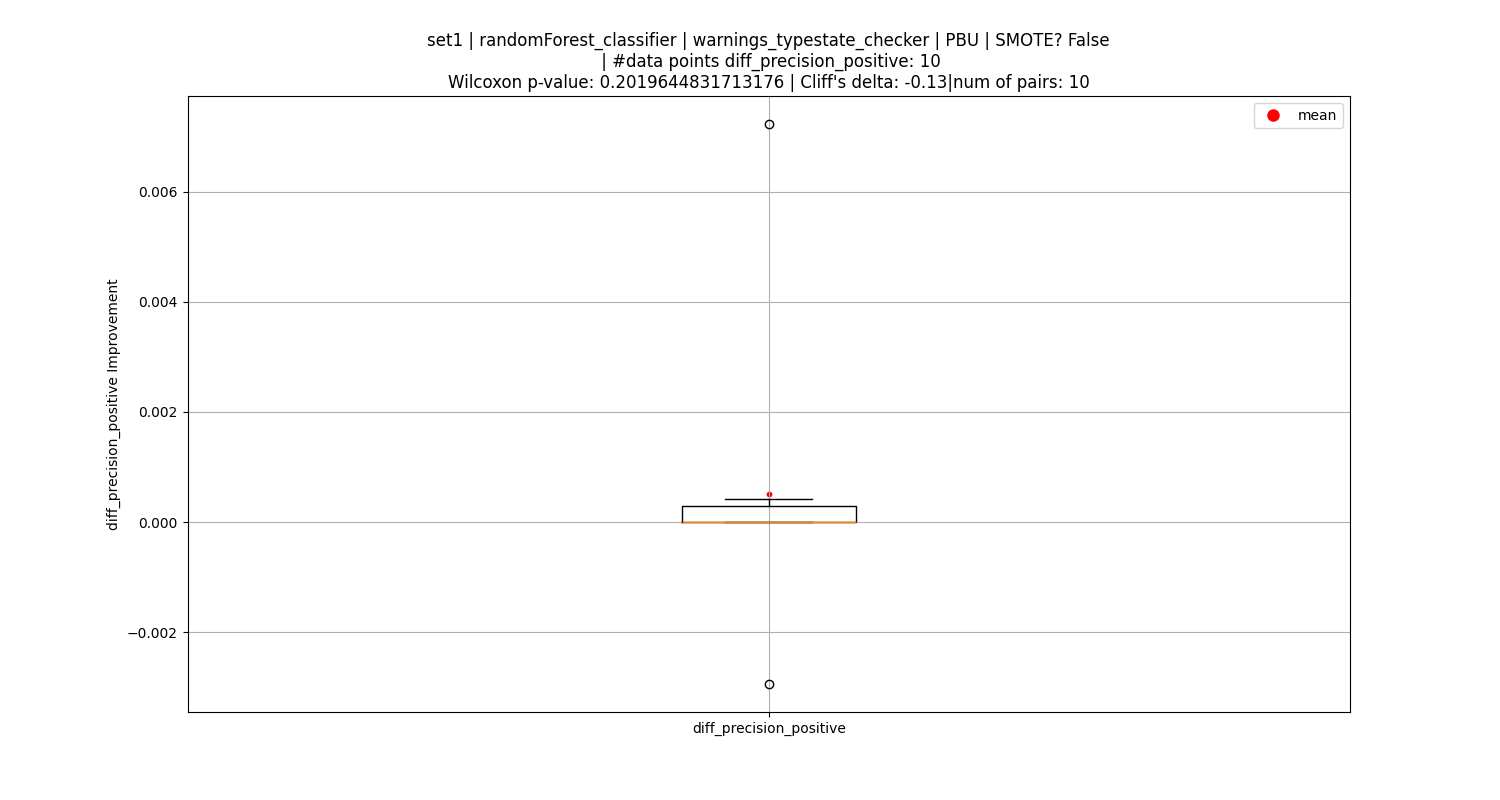 set1 | randomForest_classifier | warnings_typestate_checker | PBU | SMOTE? False
| #data points diff_precision_positive: 10
Wilcoxon p-value: 0.2019644831713176 | Cliff's delta: -0.13|num of pairs: 10
mean
0.006
0.004
0.002
0.000
−0.002
diff_precision_positive Improvement
diff_precision_positive